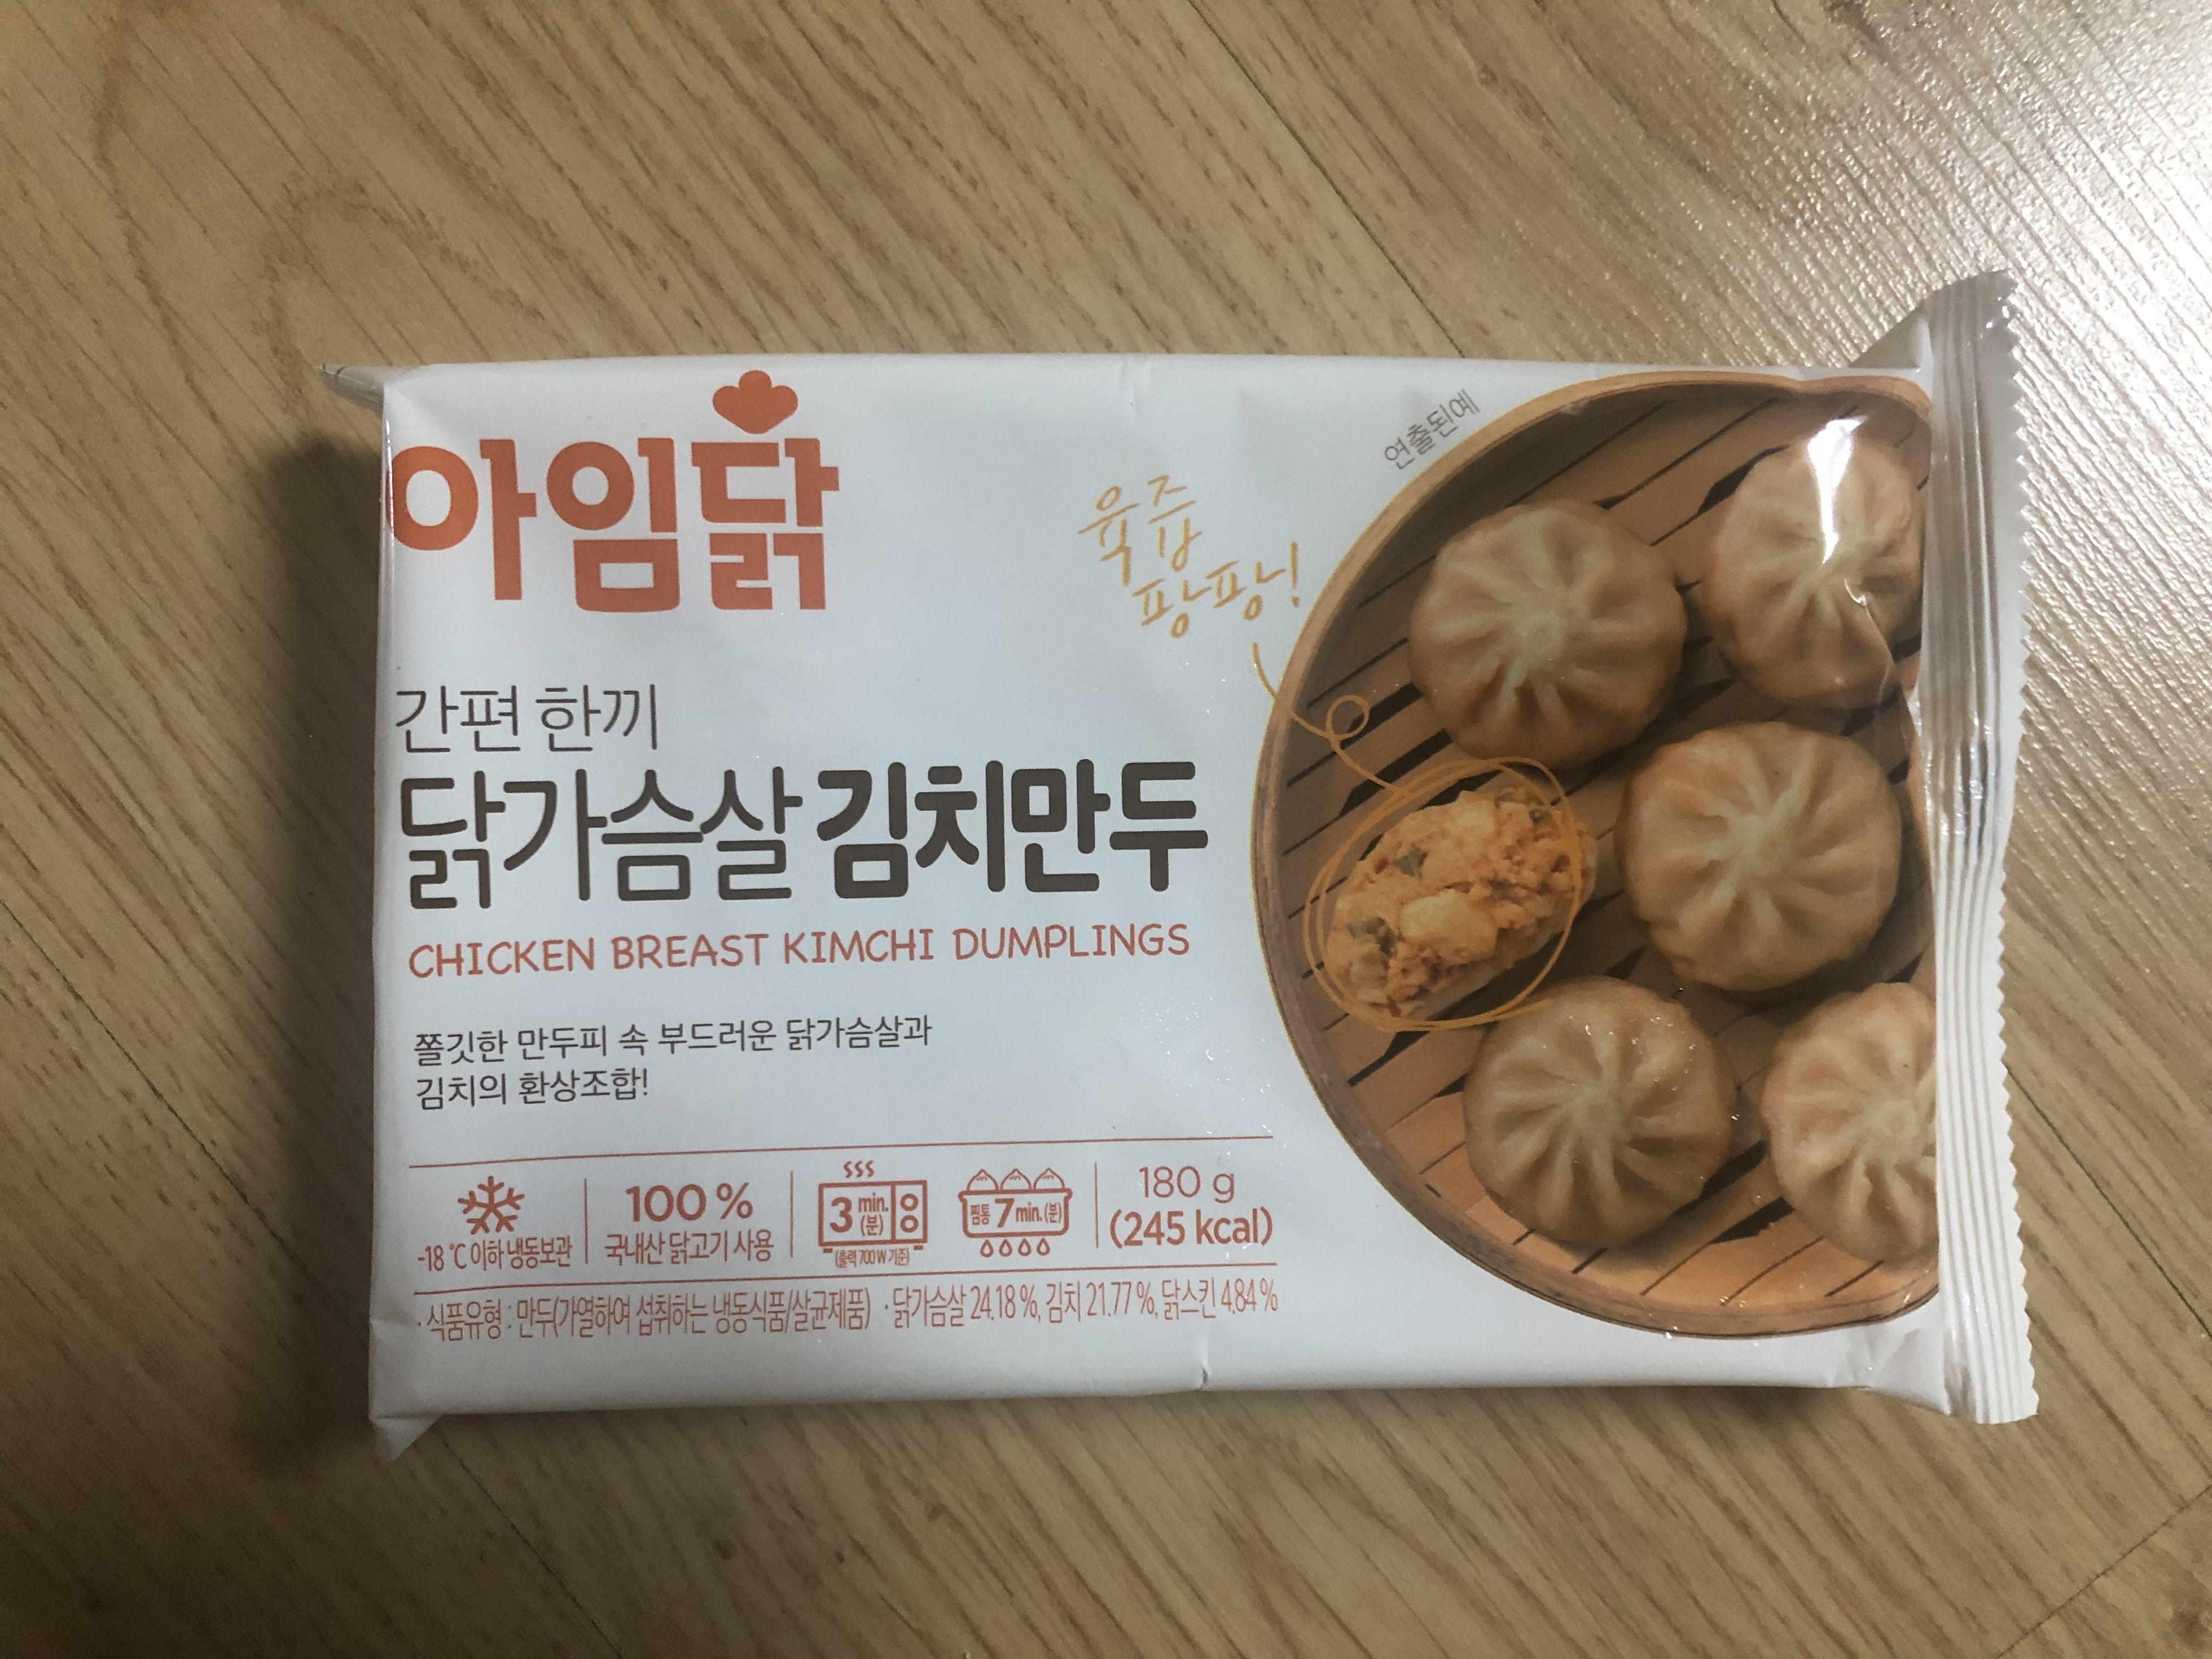 아임닭
연출된예
육즙
팡팡!
간편 한끼
닭가슴살 김치만두
CHICKEN BREAST KIMCHI DUMPLINGS
쫄깃한 만두피 속 부드러운 닭가슴살과
김치의 환상조합!
-18 ℃ 이하 냉동보관
100 %
국내산 닭고기 사용
3 min. (분)
(출력 700W 기준)
찜통 7 min. (분)
180 g
(245 kcal)
· 식품유형 : 만두(가열하여 섭취하는 냉동식품/살균제품) · 닭가슴살 24.18 %, 김치 21.77 %, 닭스킨 4.84 %